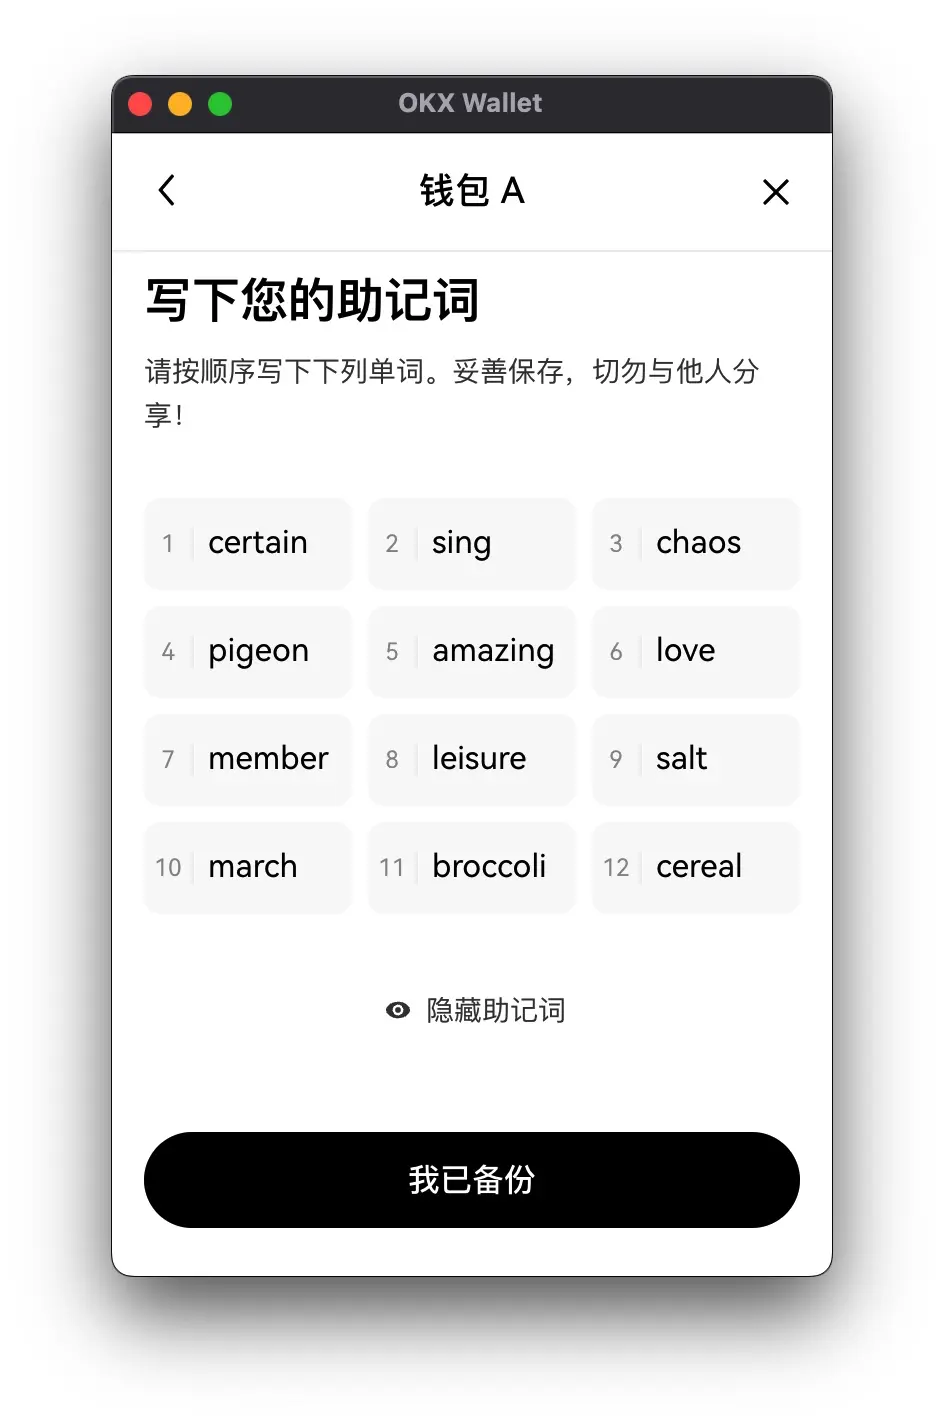 OKX Wallet
钱包 A
写下您的助记词
请按顺序写下下列单词。妥善保存，切勿与他人分
享！
1 certain 2 sing 3 chaos
4 pigeon 5 amazing 6 love
7 member 8 leisure 9 salt
10 march 11 broccoli 12 cereal
隐藏助记词
我已备份